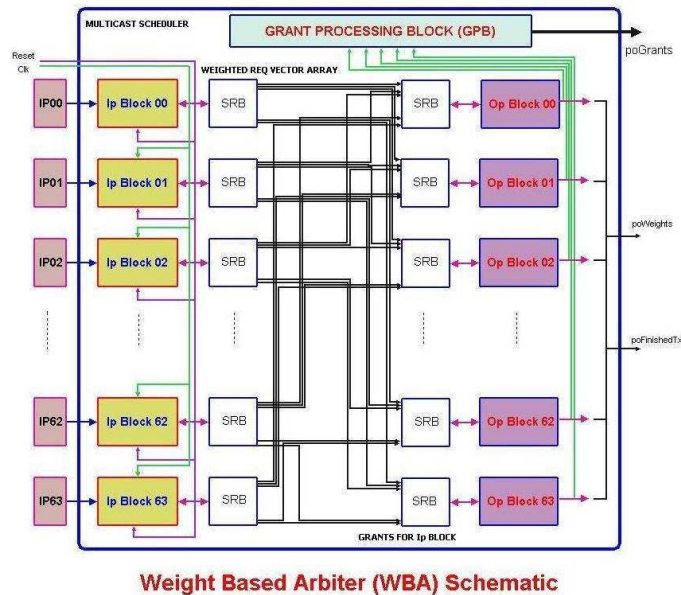 MULTICAST SCHEDULER
GRANT PROCESSING BLOCK (GPB)
poGrants
Reset
Clk
WEIGHTED REQ VECTOR ARRAY
IP00
Ip Block 00
SRB
SRB
Op Block 00
IP01
Ip Block 01
SRB
SRB
Op Block 01
poWeights
IP02
Ip Block 02
SRB
SRB
Op Block 02
poFinishedTx
IP62
Ip Block 62
SRB
SRB
Op Block 62
IP63
Ip Block 63
SRB
SRB
Op Block 63
GRANTS FOR Ip BLOCK
Weight Based Arbiter (WBA) Schematic